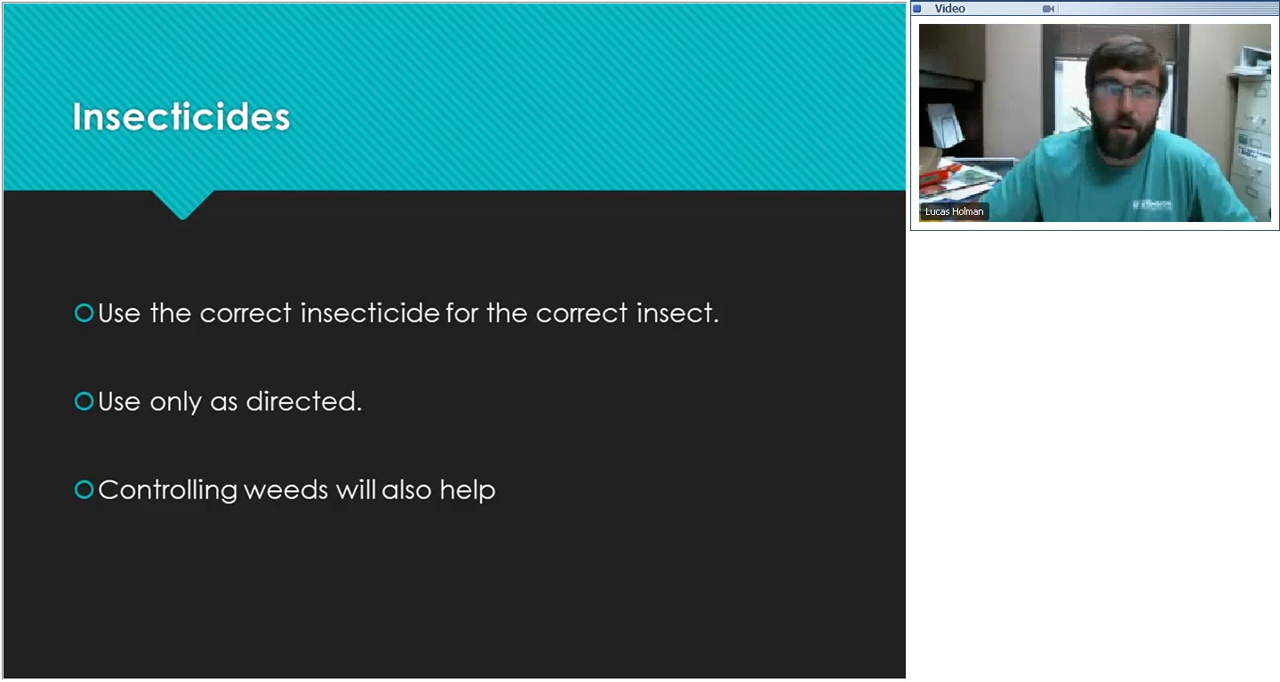 Insecticides
Use the correct insecticide for the correct insect.
Use only as directed.
Controlling weeds will also help
Video
Lucas Holman